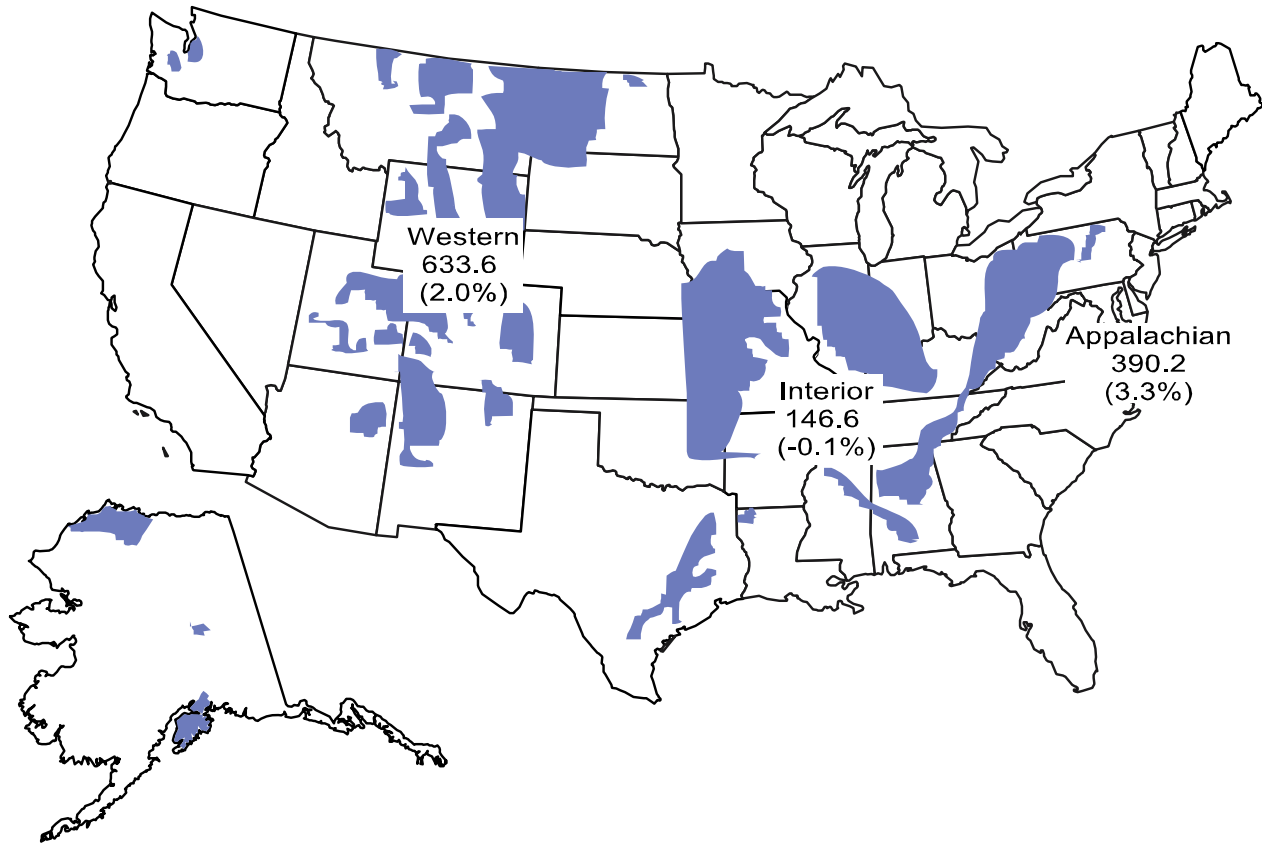 Western
633.6
(2.0%)
Appalachian
390.2
(3.3%)
Interior
146.6
(-0.1%)